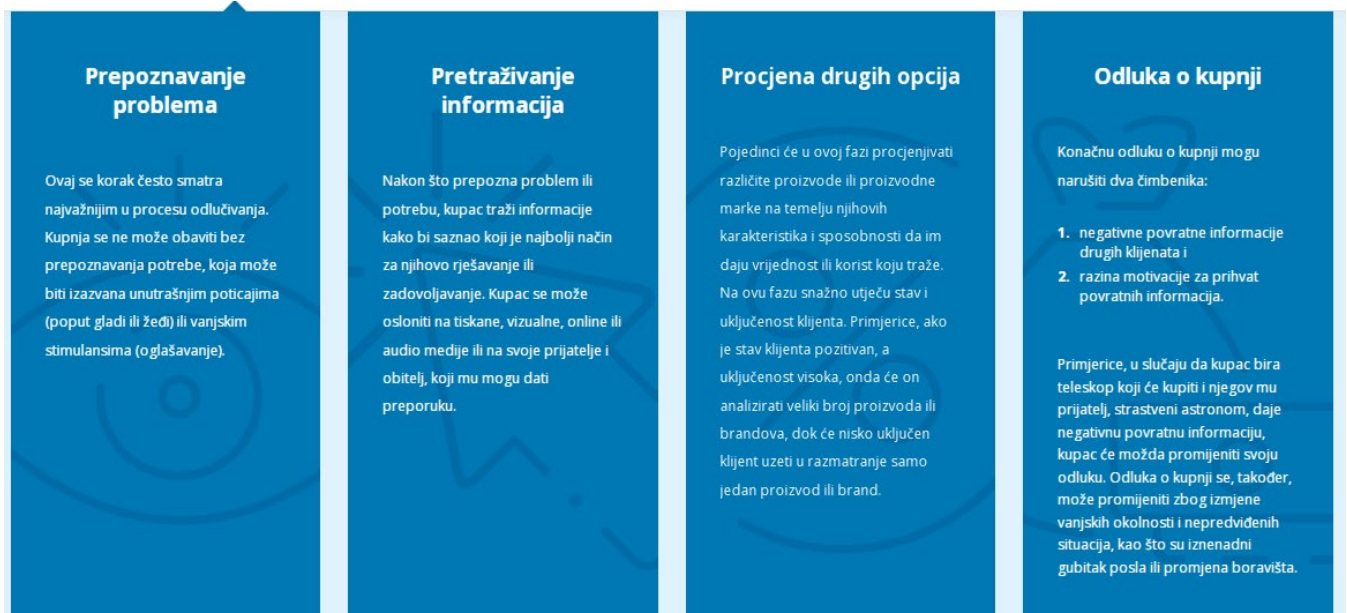 Prepoznavanje
problema
Ovaj se korak često smatra
najvažnijim u procesu odlučivanja.
Kupnja se ne može obaviti bez
prepoznavanja potrebe, koja može
biti izazvana unutrašnjim poticajima
(poput gladi ili žeđi) ili vanjskim
stimulansima (oglašavanje).
Pretraživanje
informacija
Nakon što prepozna problem ili
potrebu, kupac traži informacije
kako bi saznao koji je najbolji način
za njihovo rješavanje ili
zadovoljavanje. Kupac se može
osloniti na tiskane, vizualne, online ili
audio medije ili na svoje prijatelje i
obitelj, koji mu mogu dati
preporuku.
Procjena drugih opcija
Pojedinci će u ovoj fazi procjenjivati
različite proizvode ili proizvodne
marke na temelju njihovih
karakteristika i sposobnosti da im
daju vrijednost ili korist koju traže.
Na ovu fazu snažno utječu stav i
uključenost klijenta. Primjerice, ako
je stav klijenta pozitivan, a
uključenost visoka, onda će on
analizirati veliki broj proizvoda ili
brandova, dok će nisko uključen
klijent uzeti u razmatranje samo
jedan proizvod ili brand.
Odluka o kupnji
Konačnu odluku o kupnji mogu
narušiti dva čimbenika:
1. negativne povratne informacije
drugih klijenata i
2. razina motivacije za prihvat
povratnih informacija.
Primjerice, u slučaju da kupac bira
teleskop koji će kupiti i njegov mu
prijatelj, strastveni astronom, daje
negativnu povratnu informaciju,
kupac će možda promijeniti svoju
odluku. Odluka o kupnji se, također,
može promijeniti zbog izmjene
vanjskih okolnosti i nepredviđenih
situacija, kao što su iznenadni
gubitak posla ili promjena boravišta.